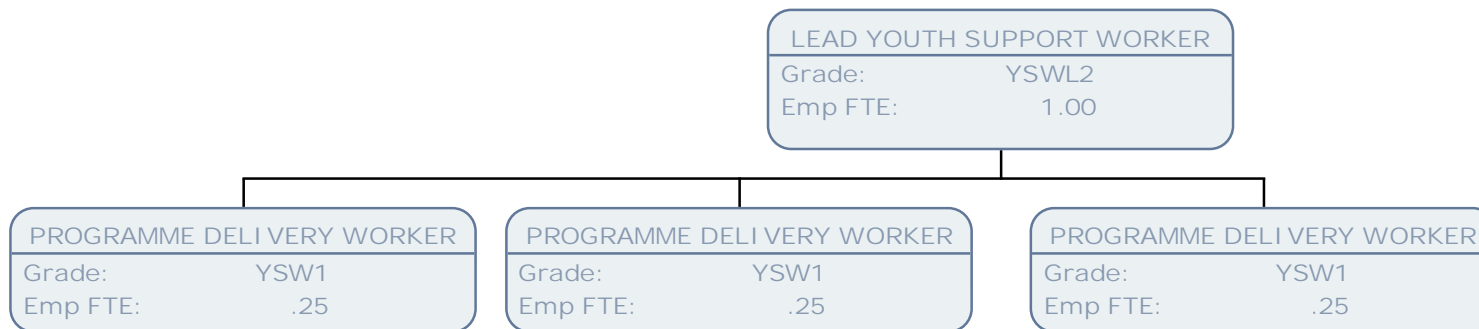 LEAD YOUTH SUPPORT WORKER
Grade: YSWL2
Emp FTE: 1.00
PROGRAMME DELIVERY WORKER
Grade: YSW1
Emp FTE: .25
PROGRAMME DELIVERY WORKER
Grade: YSW1
Emp FTE: .25
PROGRAMME DELIVERY WORKER
Grade: YSW1
Emp FTE: .25